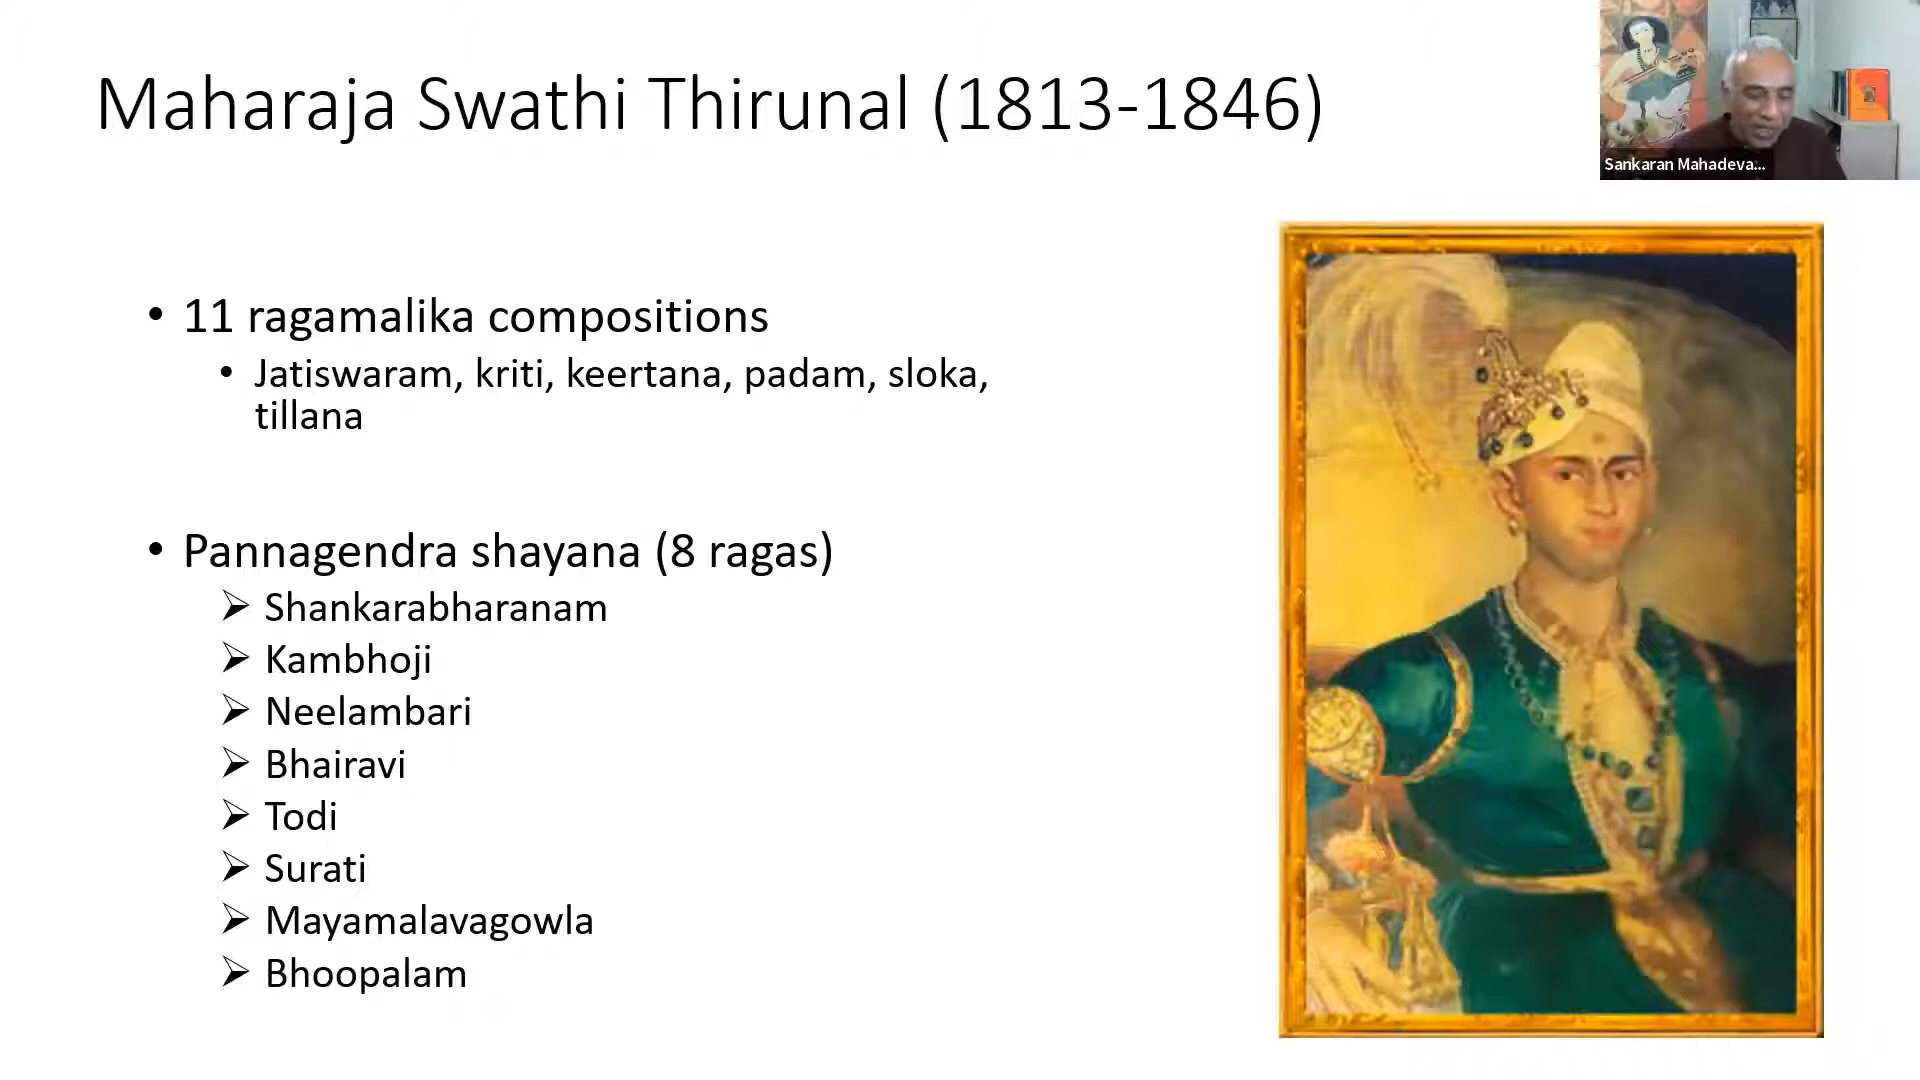 Maharaja Swathi Thirunal (1813-1846)
Sankaran Mahadeva...
• 11 ragamalika compositions
• Jatiswaram, kriti, keertana, padam, sloka,
tillana
• Pannagendra shayana (8 ragas)
➢ Shankarabharanam
➢ Kambhoji
➢ Neelambari
➢ Bhairavi
➢ Todi
➢ Surati
➢ Mayamalavagowla
➢ Bhoopalam